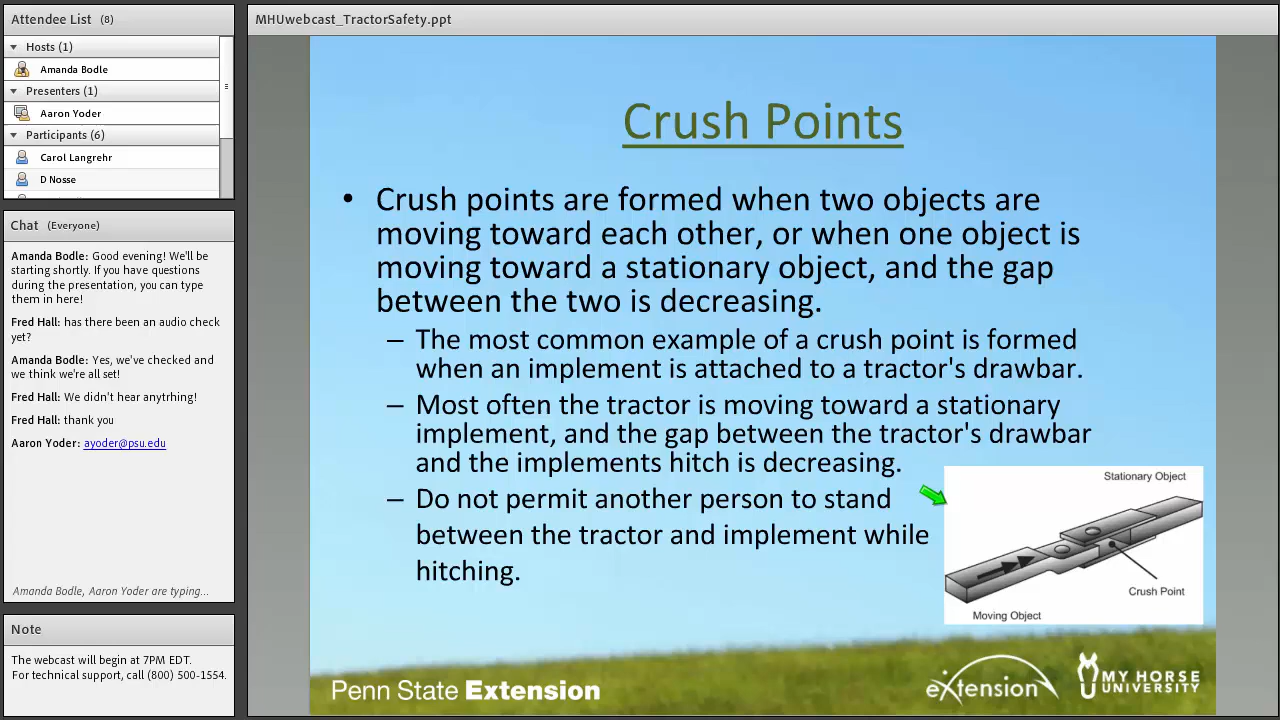 Attendee List (8)
Hosts (1)
Amanda Bodle
Presenters (1)
Aaron Yoder
Participants (6)
Carol Langrehr
D Nosse
Chat (Everyone)
Amanda Bodle: Good evening! We'll be
starting shortly. If you have questions
during the presentation, you can type
them in here!
Fred Hall: has there been an audio check
yet?
Amanda Bodle: Yes, we've checked and
we think we're all set!
Fred Hall: We didn't hear anytrhing!
Fred Hall: thank you
Aaron Yoder: ayoder@psu.edu
Amanda Bodle, Aaron Yoder are typing...
Note
The webcast will begin at 7PM EDT.
For technical support, call (800) 500-1554.
MHUwebcast_TractorSafety.ppt
Crush Points
• Crush points are formed when two objects are
moving toward each other, or when one object is
moving toward a stationary object, and the gap
between the two is decreasing.
– The most common example of a crush point is formed
when an implement is attached to a tractor's drawbar.
– Most often the tractor is moving toward a stationary
implement, and the gap between the tractor's drawbar
and the implements hitch is decreasing.
– Do not permit another person to stand
between the tractor and implement while
hitching.
Stationary Object
Crush Point
Moving Object
Penn State Extension
eXtension
MY HORSE
UNIVERSITY